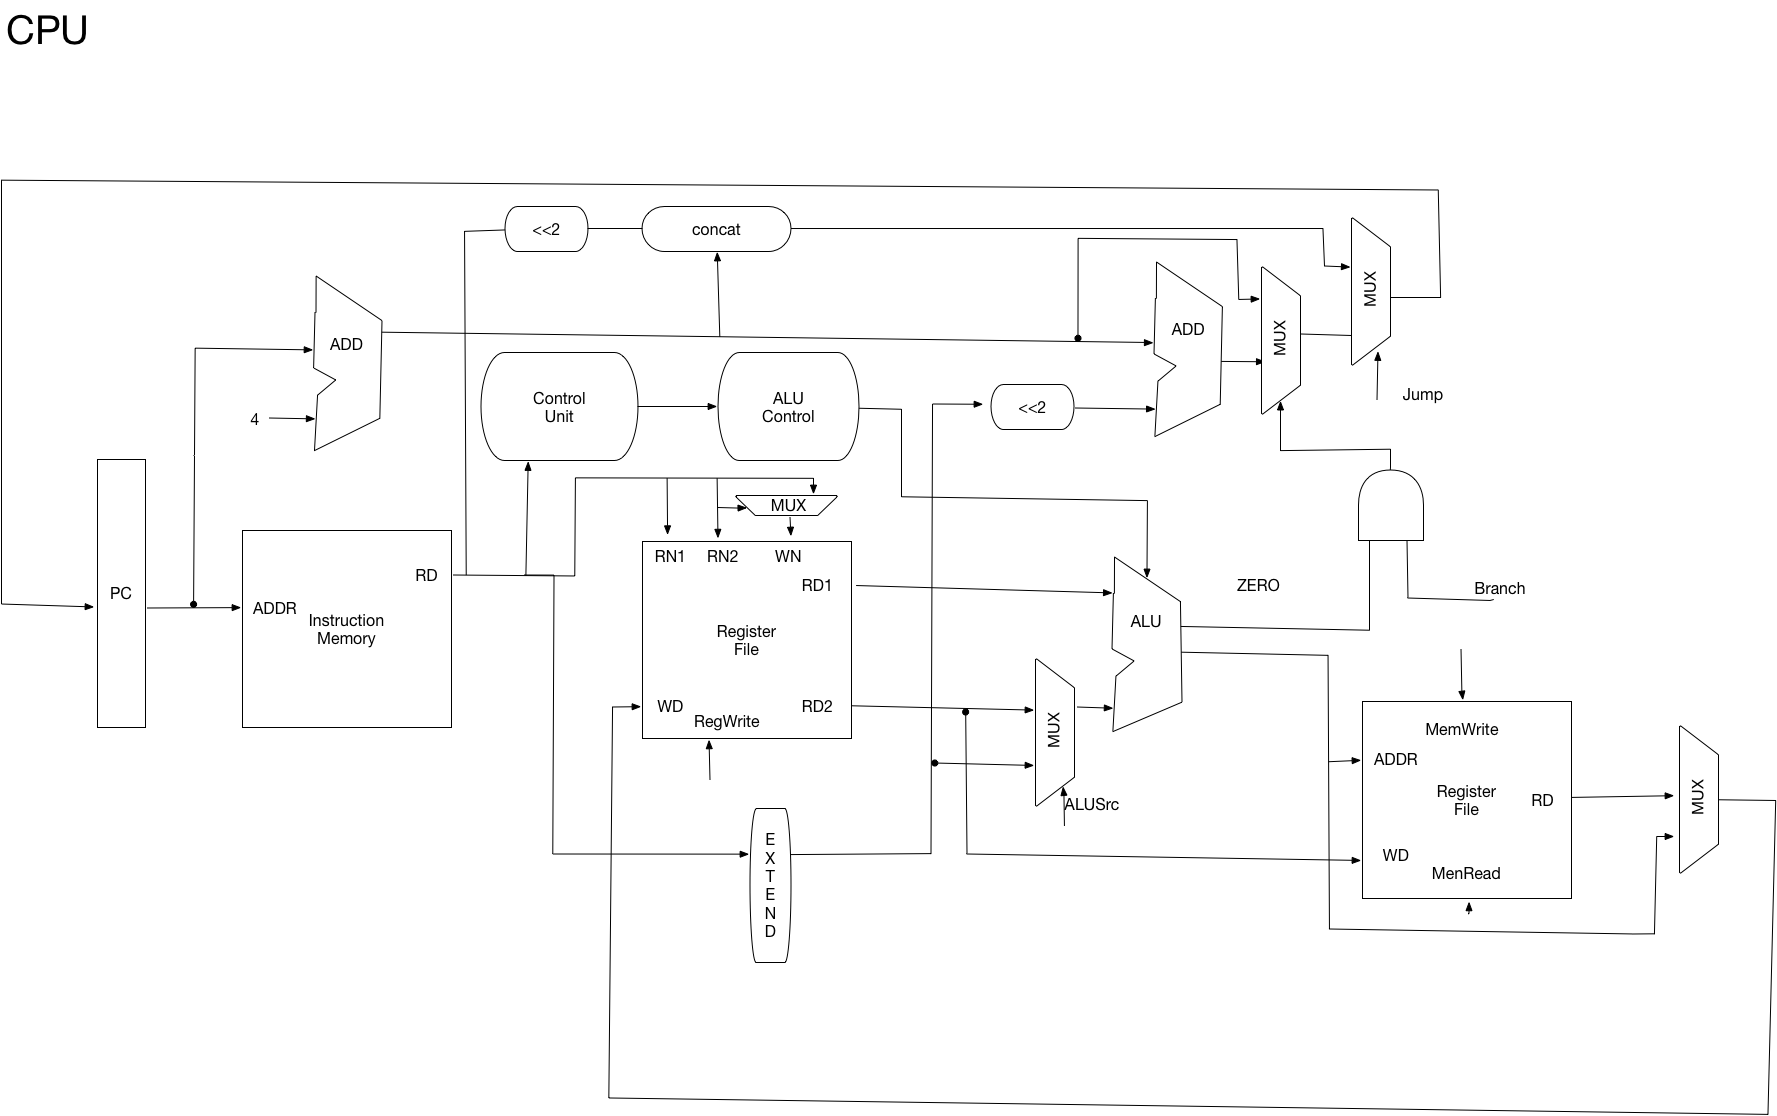 CPU
<<2
concat
MUX
ADD
MUX
ADD
4
Control
Unit
ALU
Control
<<2
Jump
MUX
RN1
RN2
WN
PC
RD
ADDR
Instruction
Memory
RD1
Register
File
WD
RegWrite
RD2
ZERO
Branch
ALU
MUX
ALUSrc
MemWrite
ADDR
Register
File
RD
WD
MenRead
MUX
E
X
T
E
N
D